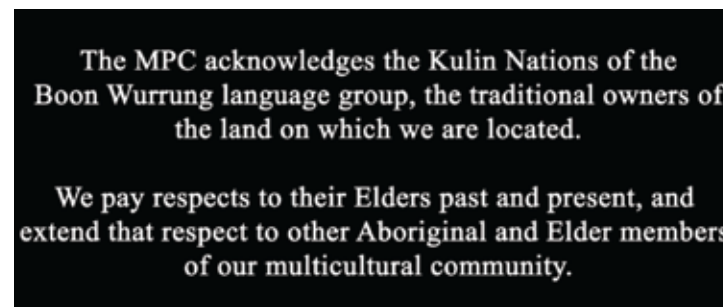 The MPC acknowledges the Kulin Nations of the
Boon Wurrung language group, the traditional owners of
the land on which we are located.
We pay respects to their Elders past and present, and
extend that respect to other Aboriginal and Elder members
of our multicultural community.